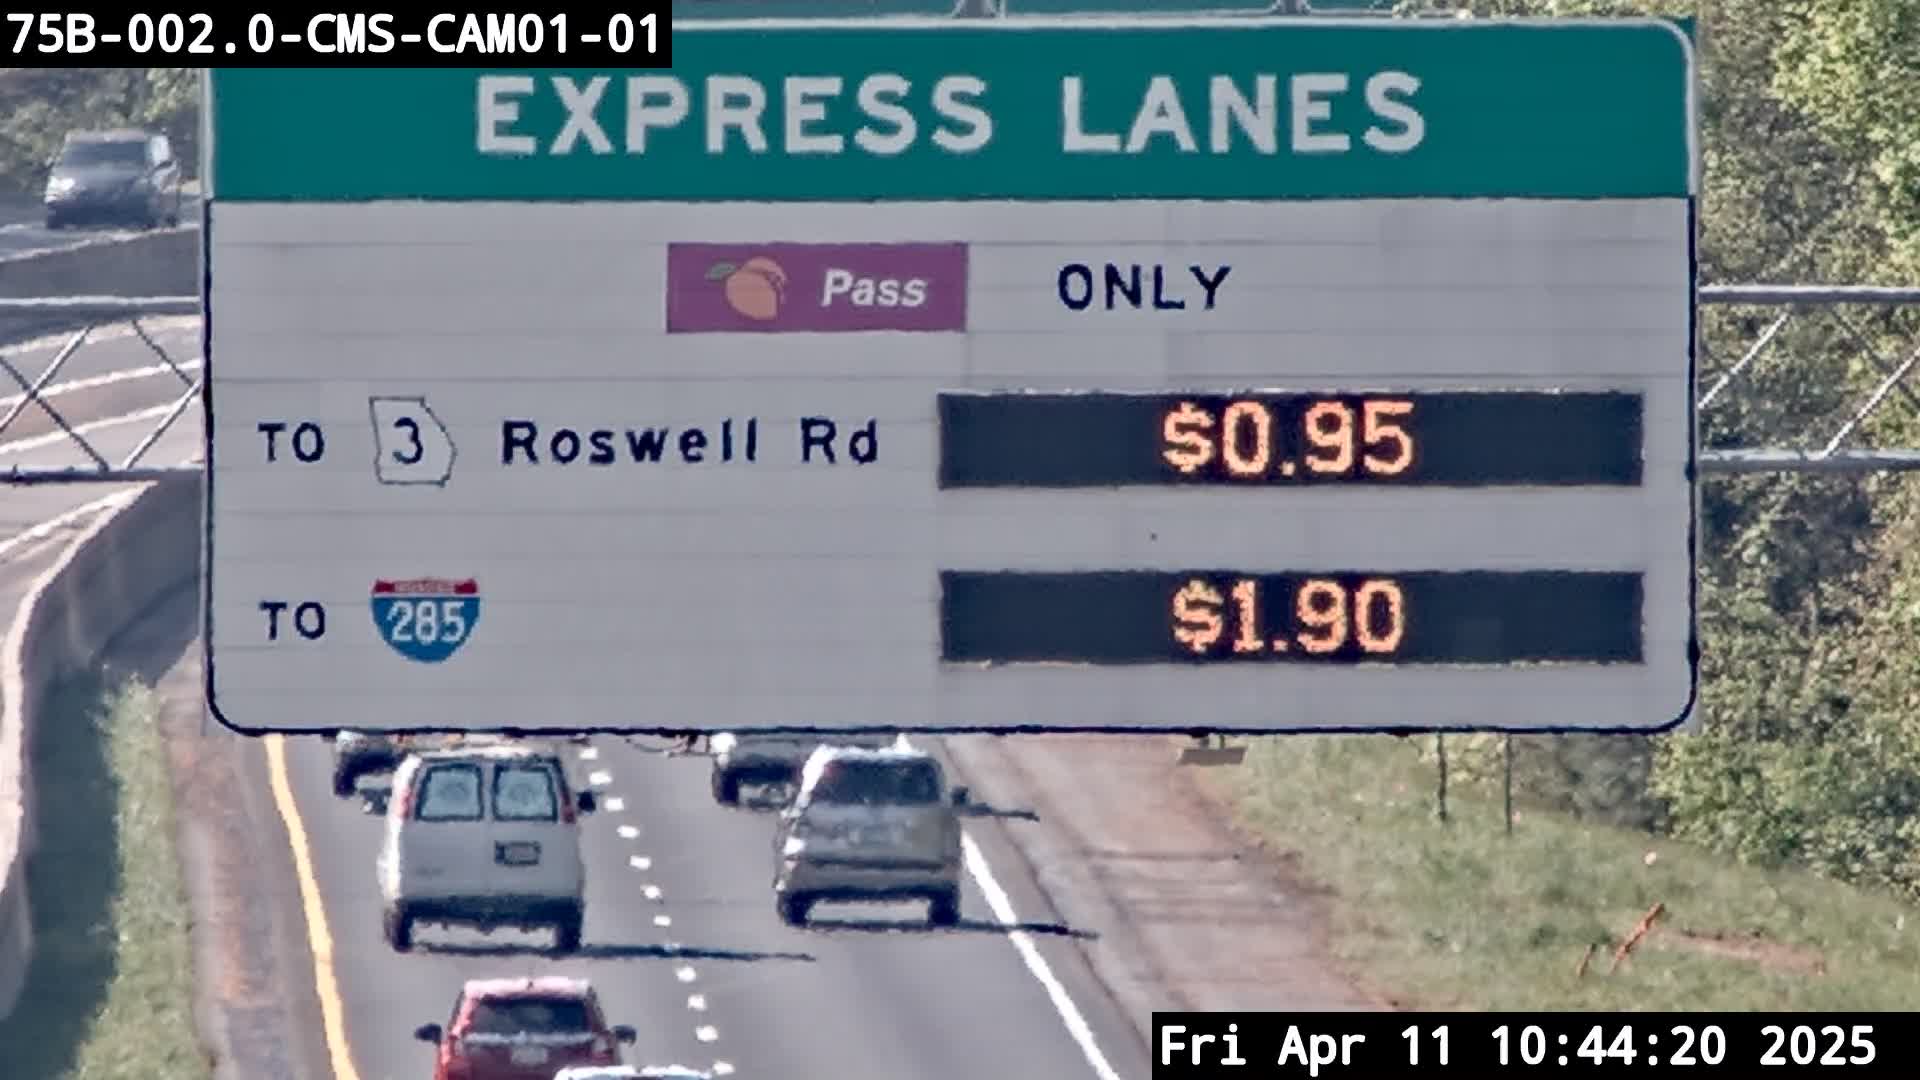 75B-002.0-CMS-CAM01-01
EXPRESS LANES
Pass ONLY
TO 3 Roswell Rd $0.95
TO 285 $1.90
Fri Apr 11 10:44:20 2025